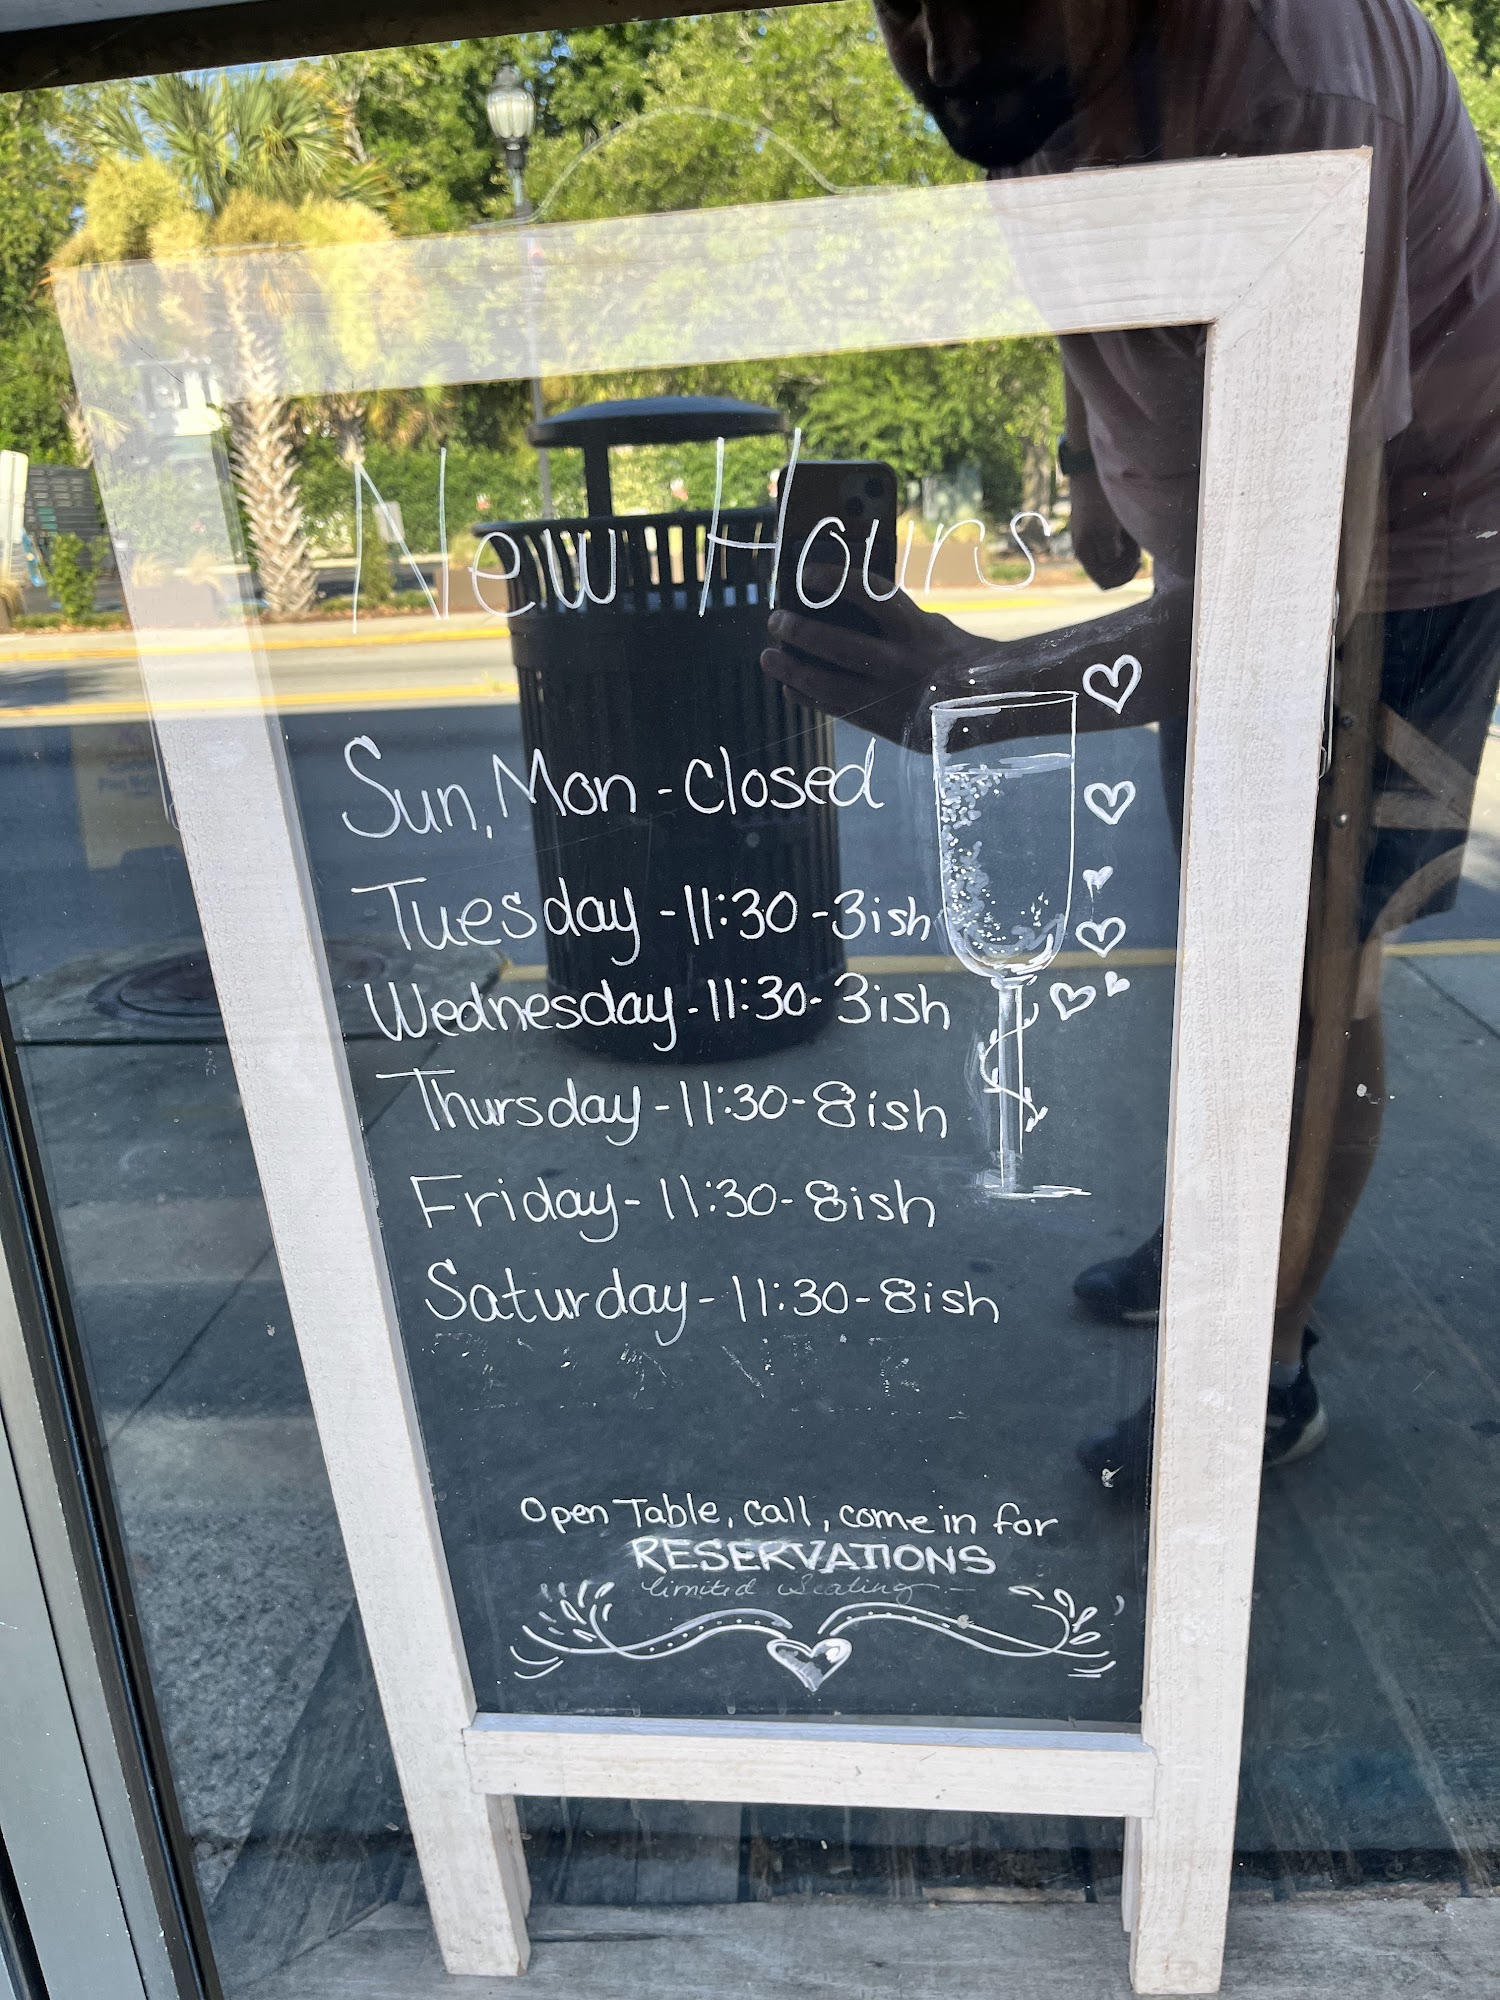 New Hours
Sun, Mon - Closed
Tuesday - 11:30 - 3ish
Wednesday - 11:30 - 3ish
Thursday - 11:30 - 8ish
Friday - 11:30 - 8ish
Saturday - 11:30 - 8ish
Open Table, call, come in for
RESERVATIONS
limited seating